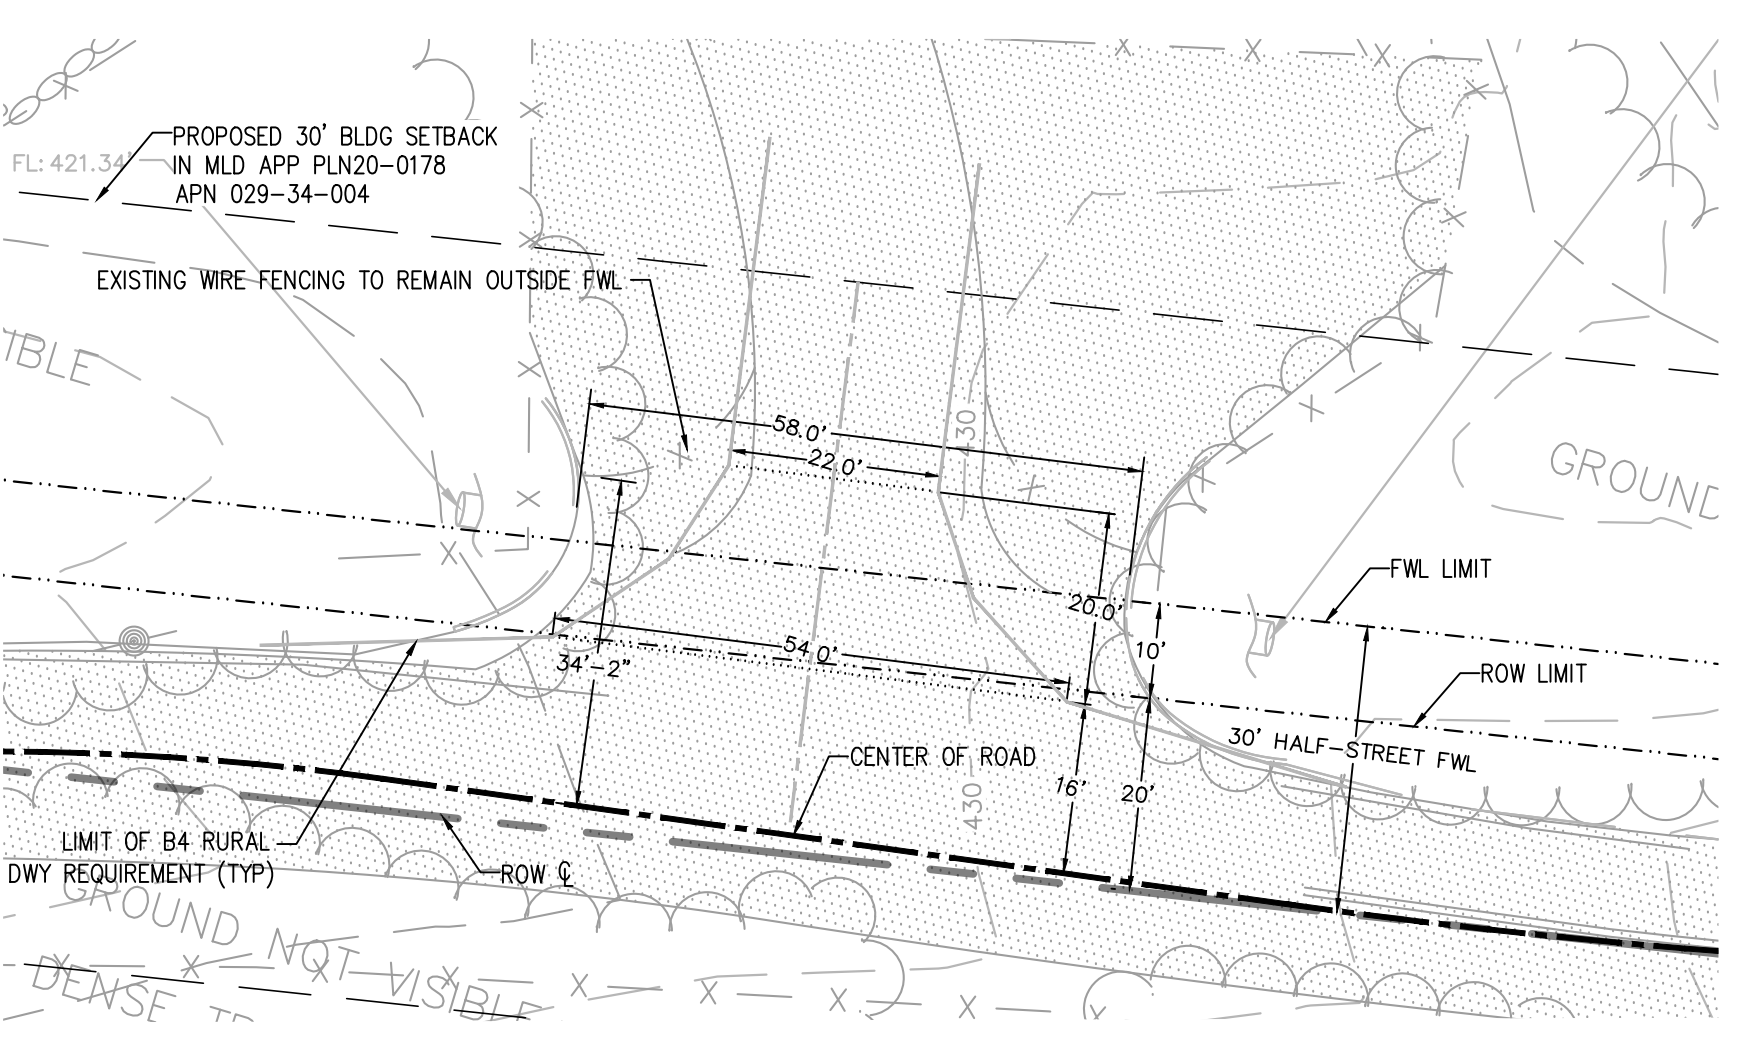 PROPOSED 30' BLDG SETBACK
IN MLD APP PLN20-0178
APN 029-34-004
FL: 421.34'
EXISTING WIRE FENCING TO REMAIN OUTSIDE FWL
IBLE
430
58.0'
22.0'
GROUND
FWL LIMIT
20.0'
10'
54.0'
34'-2"
ROW LIMIT
30' HALF-STREET FWL
CENTER OF ROAD
430
16'
20'
LIMIT OF B4 RURAL
DWY REQUIREMENT (TYP)
ROW ℄
GROUND NOT VISIBLE
DENSE TR